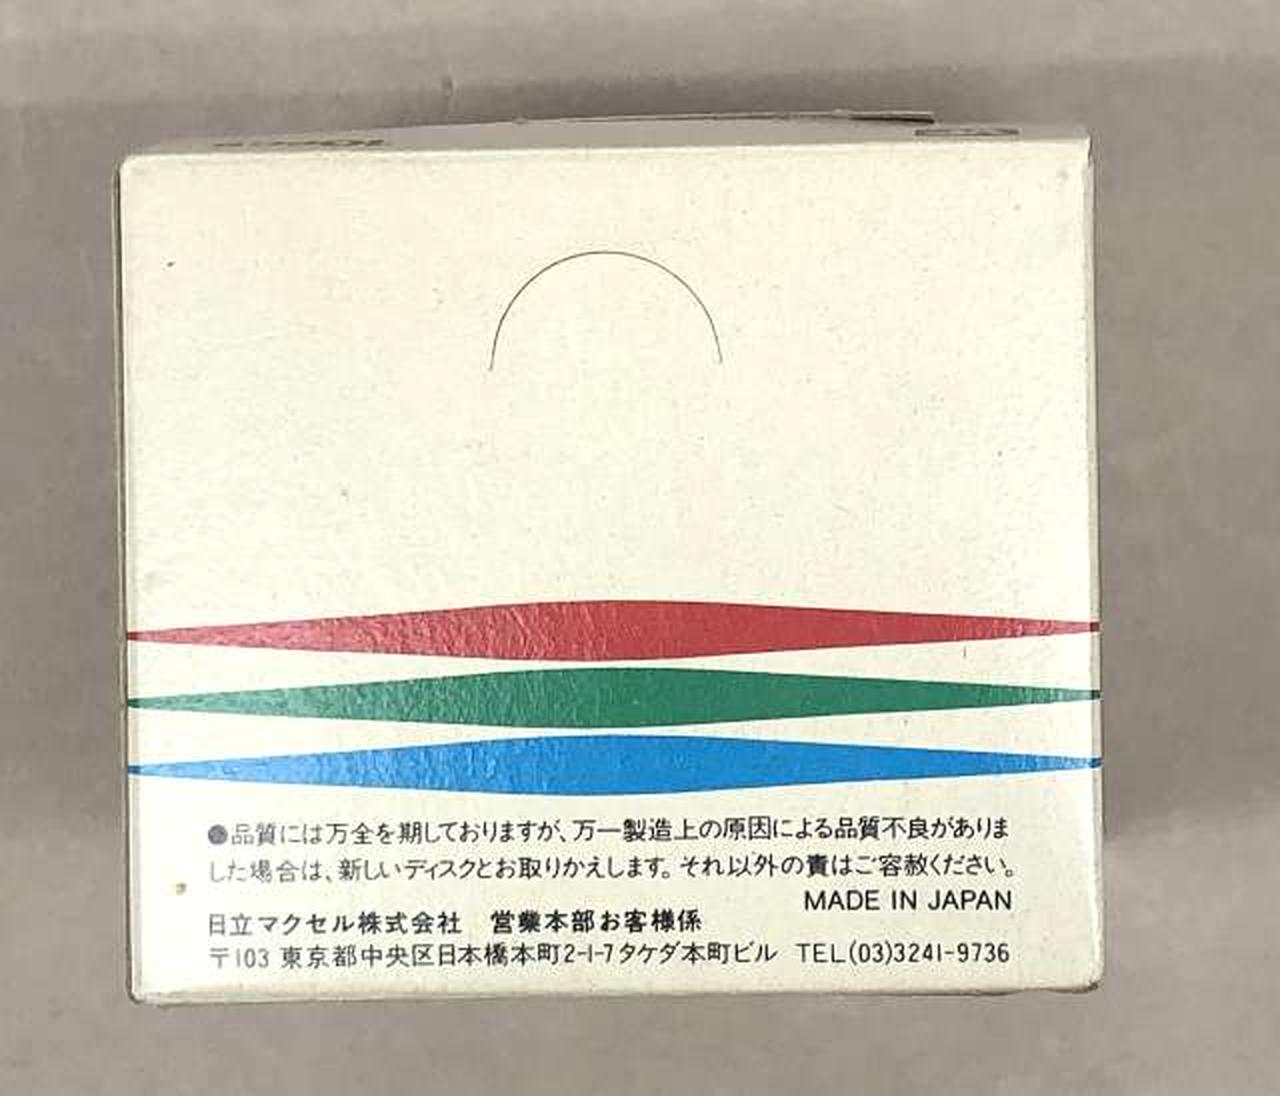 ●品質には万全を期しておりますが、万一製造上の原因による品質不良がありま
した場合は、新しいディスクとお取りかえします。それ以外の責はご容赦ください。
MADE IN JAPAN
日立マクセル株式会社 営業本部お客様係
〒103 東京都中央区日本橋本町2-1-7タケダ本町ビル TEL(03)3241-9736